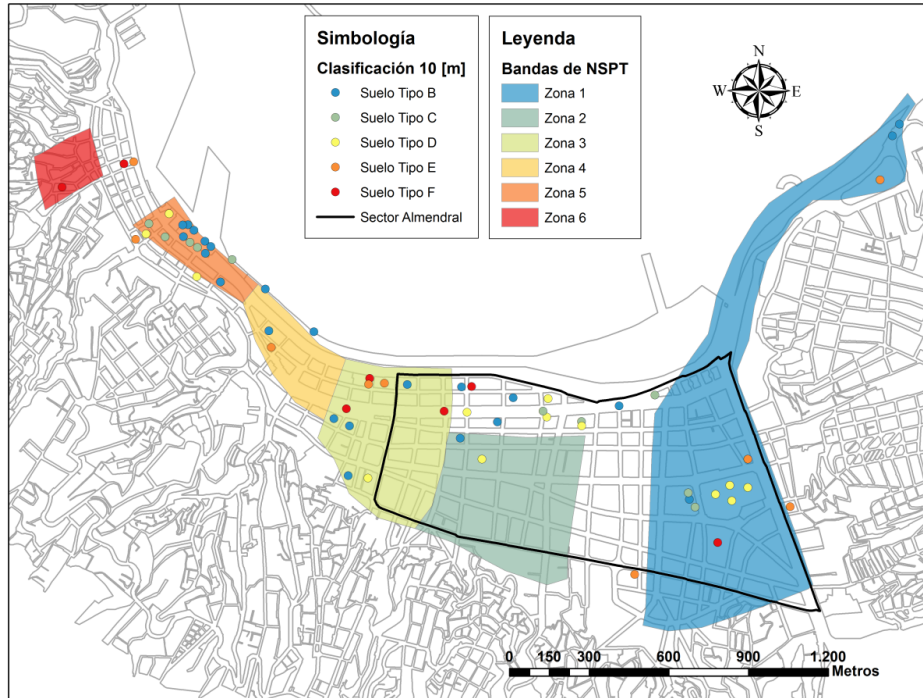 Simbología
Clasificación 10 [m]
Suelo Tipo B
Suelo Tipo C
Suelo Tipo D
Suelo Tipo E
Suelo Tipo F
Sector Almendral
Leyenda
Bandas de NSPT
Zona 1
Zona 2
Zona 3
Zona 4
Zona 5
Zona 6
N
W E
S
0 150 300 600 900 1.200
Metros